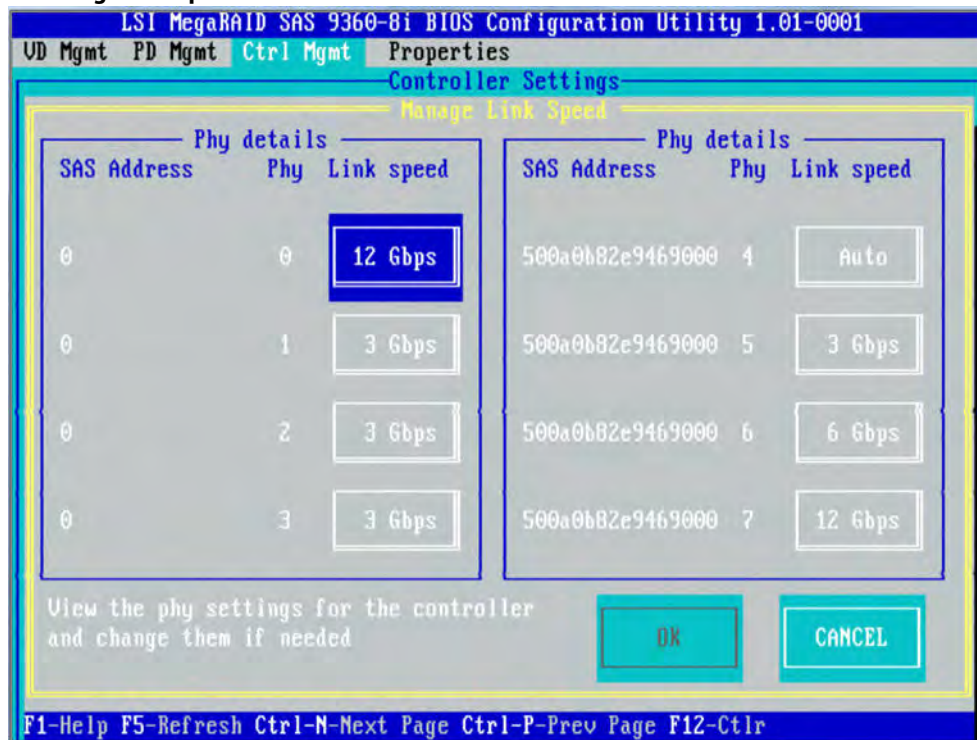 LSI MegaRAID SAS 9360-8i BIOS Configuration Utility 1.01-0001
VD Mgmt PD Mgmt Ctrl Mgmt Properties
Controller Settings
Manage Link Speed
Phy details
SAS Address Phy Link speed
0 0 12 Gbps
0 1 3 Gbps
0 2 3 Gbps
0 3 3 Gbps
Phy details
SAS Address Phy Link speed
500a0b82e9469000 4 Auto
500a0b82e9469000 5 3 Gbps
500a0b82e9469000 6 6 Gbps
500a0b82e9469000 7 12 Gbps
View the phy settings for the controller
and change them if needed
OK CANCEL
F1-Help F5-Refresh Ctrl-N-Next Page Ctrl-P-Prev Page F12-Ctlr